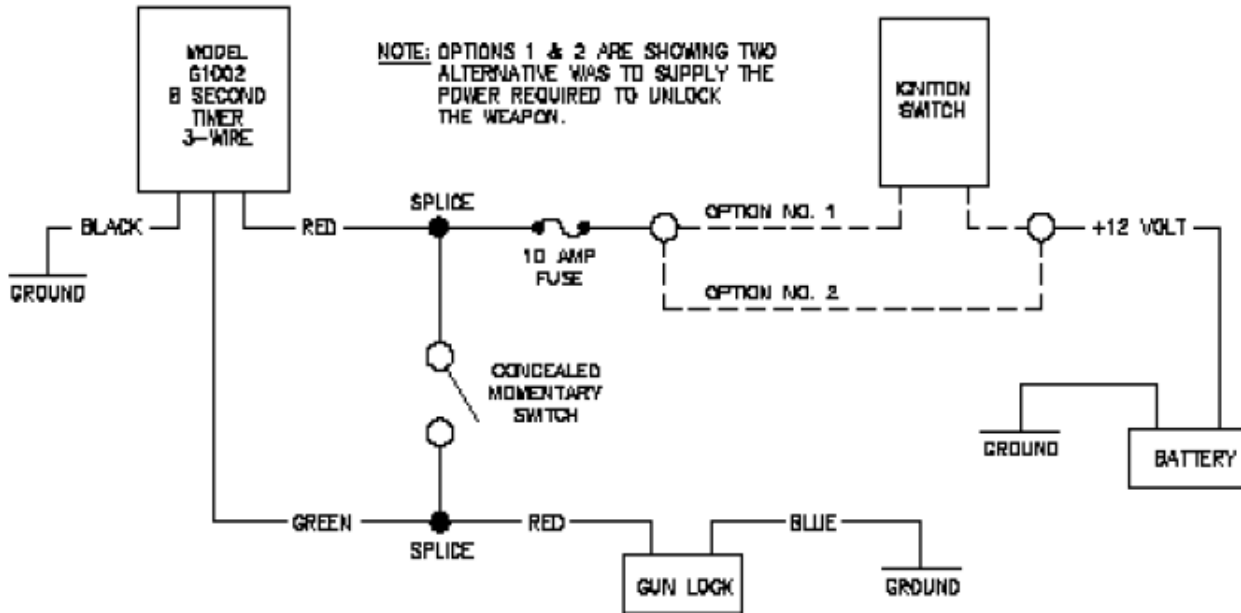 MODEL
G1002
8 SECOND
TIMER
3-WIRE
NOTE: OPTIONS 1 & 2 ARE SHOWING TWO
ALTERNATIVE WAS TO SUPPLY THE
POWER REQUIRED TO UNLOCK
THE WEAPON.
IGNITION
SWITCH
SPLICE
BLACK
RED
OPTION NO. 1
+12 VOLT
10 AMP
FUSE
GROUND
OPTION NO. 2
CONCEALED
MOMENTARY
SWITCH
GROUND
BATTERY
GREEN
RED
BLUE
SPLICE
GUN LOCK
GROUND